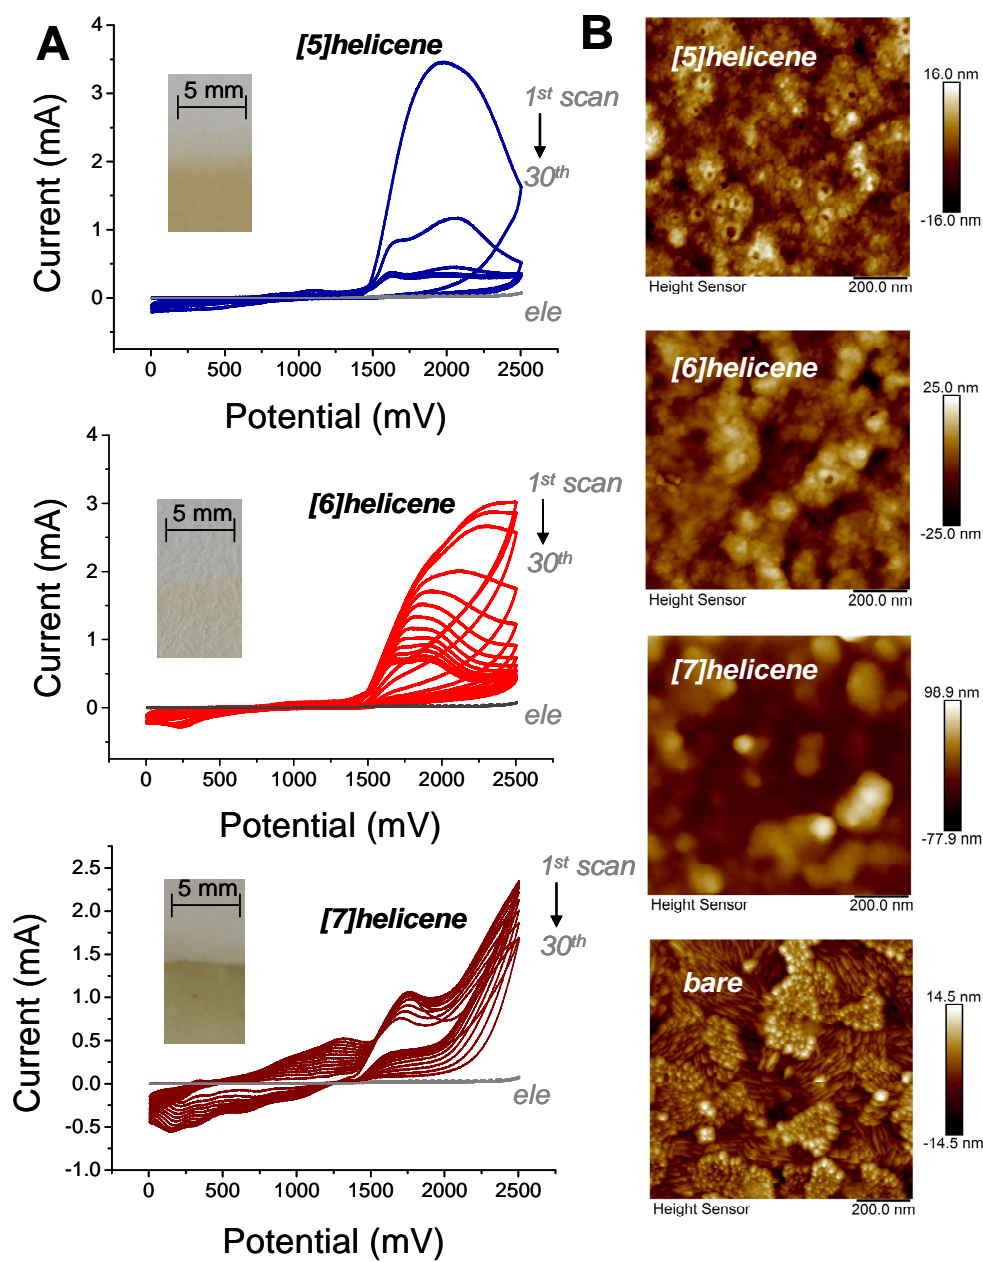 A
[5]helicene
5 mm
1st scan
30th
ele
4
3
2
1
0
Current (mA)
0 500 1000 1500 2000 2500
Potential (mV)
[6]helicene
5 mm
1st scan
30th
ele
4
3
2
1
0
Current (mA)
0 500 1000 1500 2000 2500
Potential (mV)
[7]helicene
5 mm
1st scan
30th
ele
2.5
2.0
1.5
1.0
0.5
0.0
-0.5
-1.0
Current (mA)
0 500 1000 1500 2000 2500
Potential (mV)
B
[5]helicene
16.0 nm
-16.0 nm
Height Sensor
200.0 nm
[6]helicene
25.0 nm
-25.0 nm
Height Sensor
200.0 nm
[7]helicene
98.9 nm
-77.9 nm
Height Sensor
200.0 nm
bare
14.5 nm
-14.5 nm
Height Sensor
200.0 nm